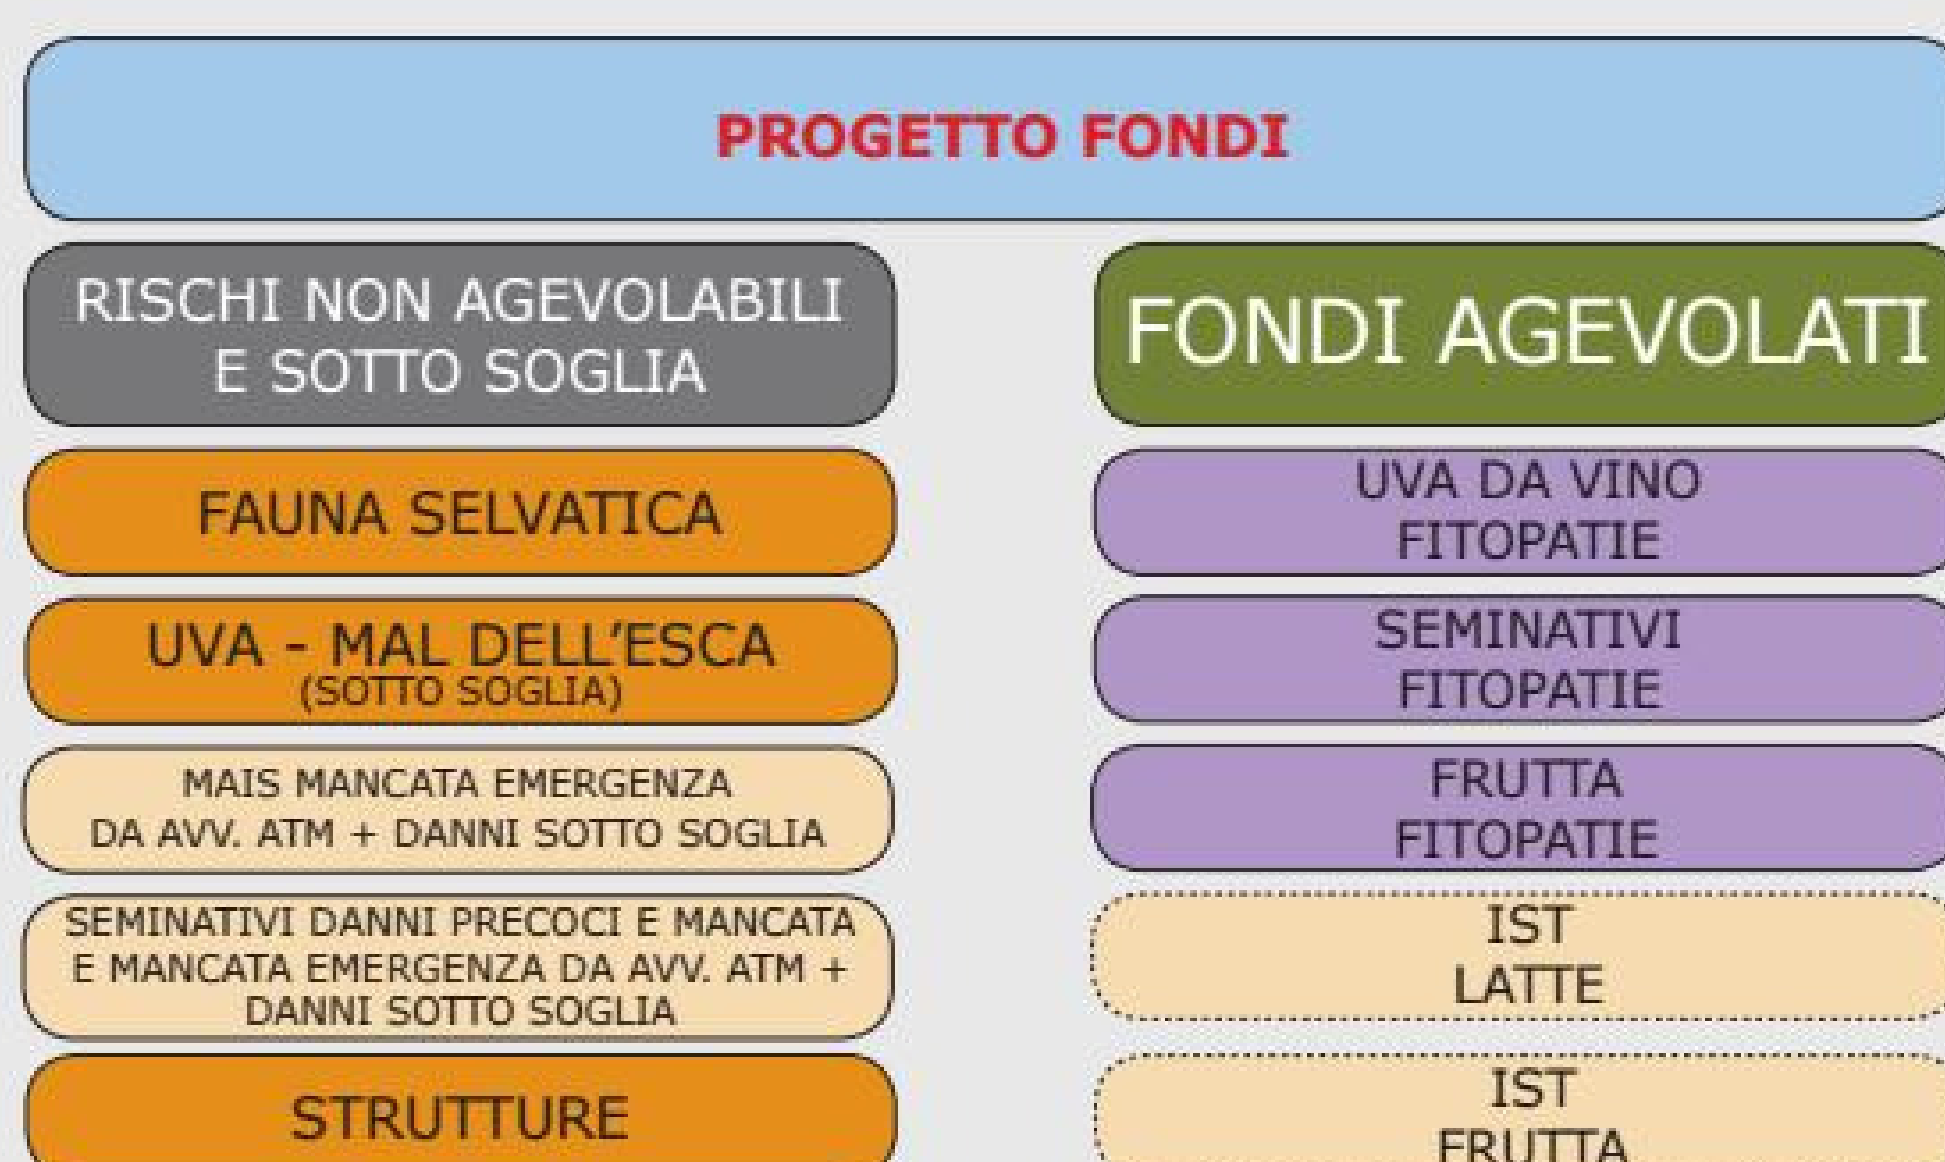 PROGETTO FONDI
RISCHI NON AGEVOLABILI
E SOTTO SOGLIA
FAUNA SELVATICA
UVA - MAL DELL'ESCA
(SOTTO SOGLIA)
MAIS MANCATA EMERGENZA
DA AVV. ATM + DANNI SOTTO SOGLIA
SEMINATIVI DANNI PRECOCI E MANCATA
E MANCATA EMERGENZA DA AVV. ATM +
DANNI SOTTO SOGLIA
STRUTTURE
FONDI AGEVOLATI
UVA DA VINO
FITOPATIE
SEMINATIVI
FITOPATIE
FRUTTA
FITOPATIE
IST
LATTE
IST
FRUTTA